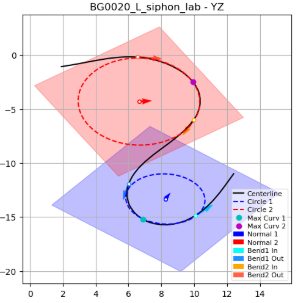 BG0020_L_siphon_lab - YZ
0
−5
−10
−15
−20
0 2 4 6 8 10 12 14
Centerline
Circle 1
Circle 2
Max Curv 1
Max Curv 2
Normal 1
Normal 2
Bend1 In
Bend1 Out
Bend2 In
Bend2 Out